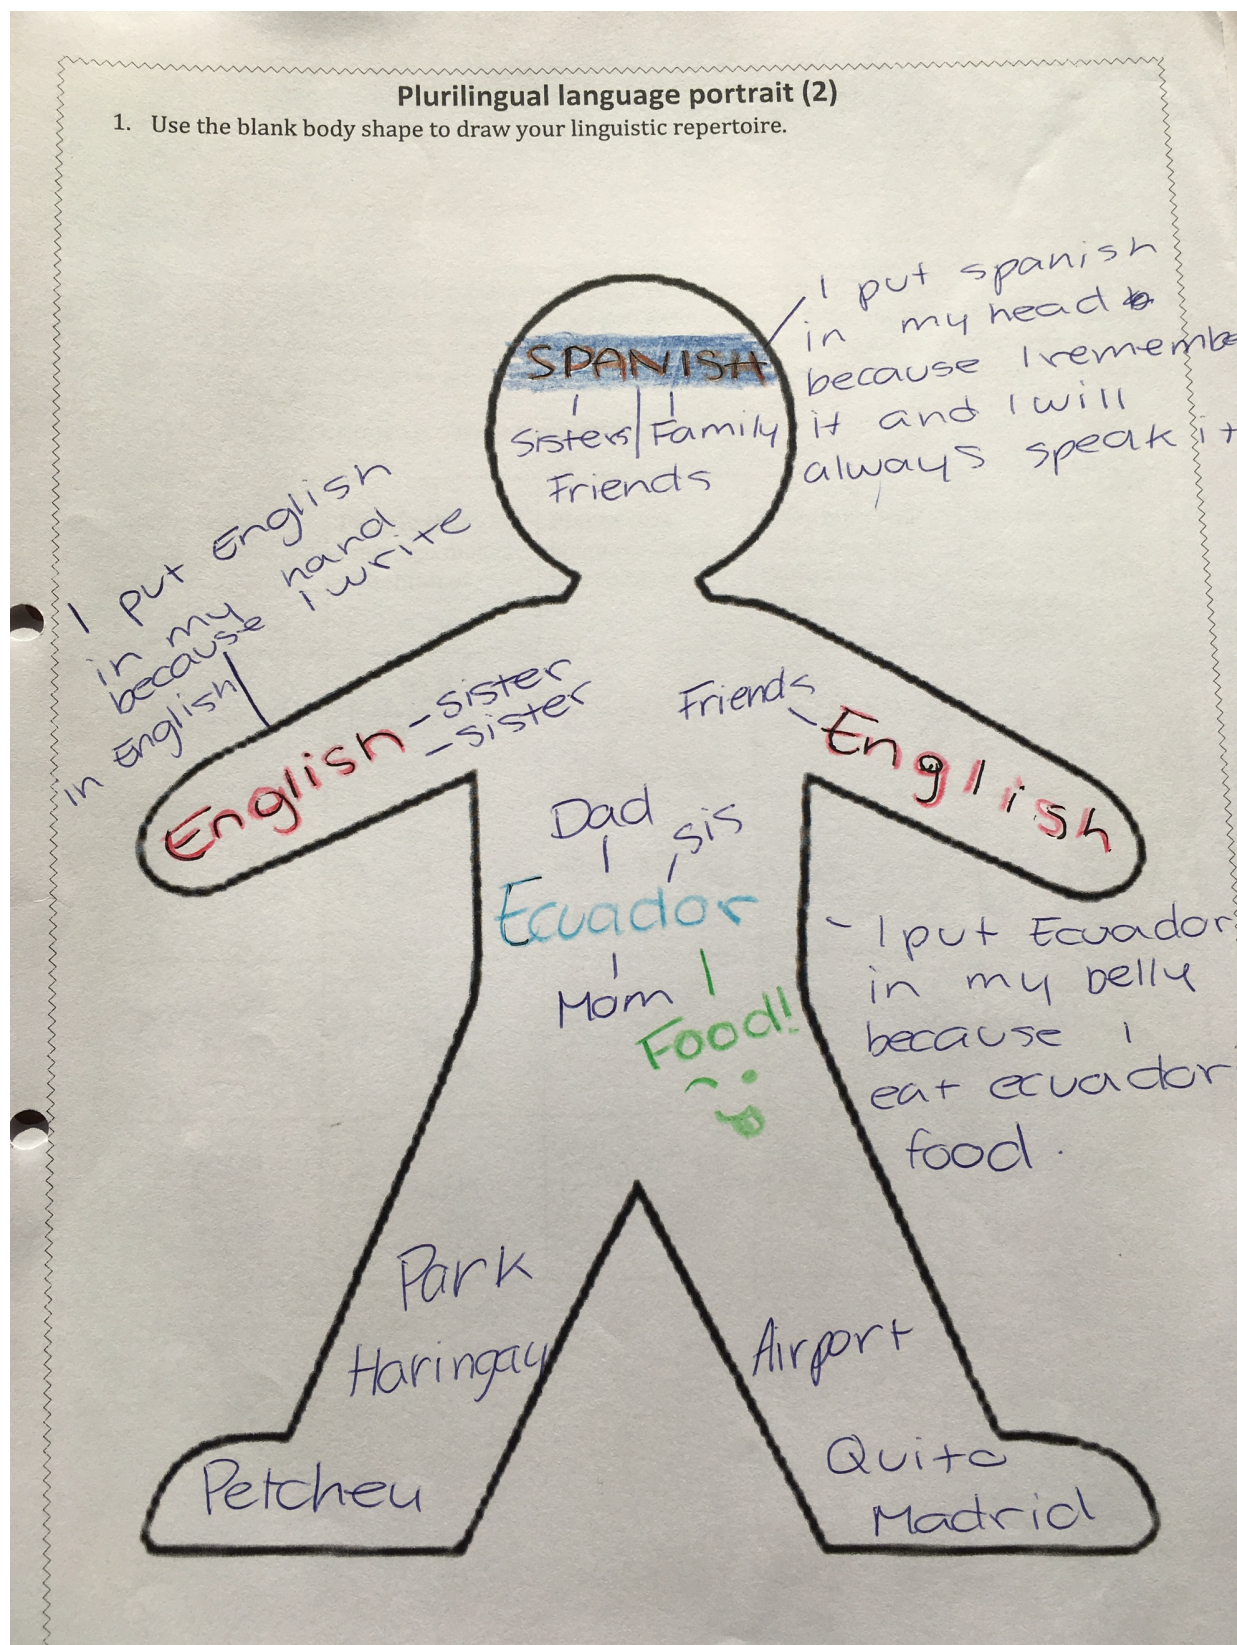 Plurilingual language portrait (2)
1. Use the blank body shape to draw your linguistic repertoire.
I put spanish
in my head
because I remembe
it and I will
always speak it
SPANISH
Sisters Family
Friends
I put English
in my hand
because I write
in English
English
- sister
- sister
Friends
- English
Dad
sis
Ecuador
Mom
Food!
- I put Ecuador
in my belly
because i
eat ecuador
food.
Park
Haringay
Petcheu
Airport
Quito
Madrid